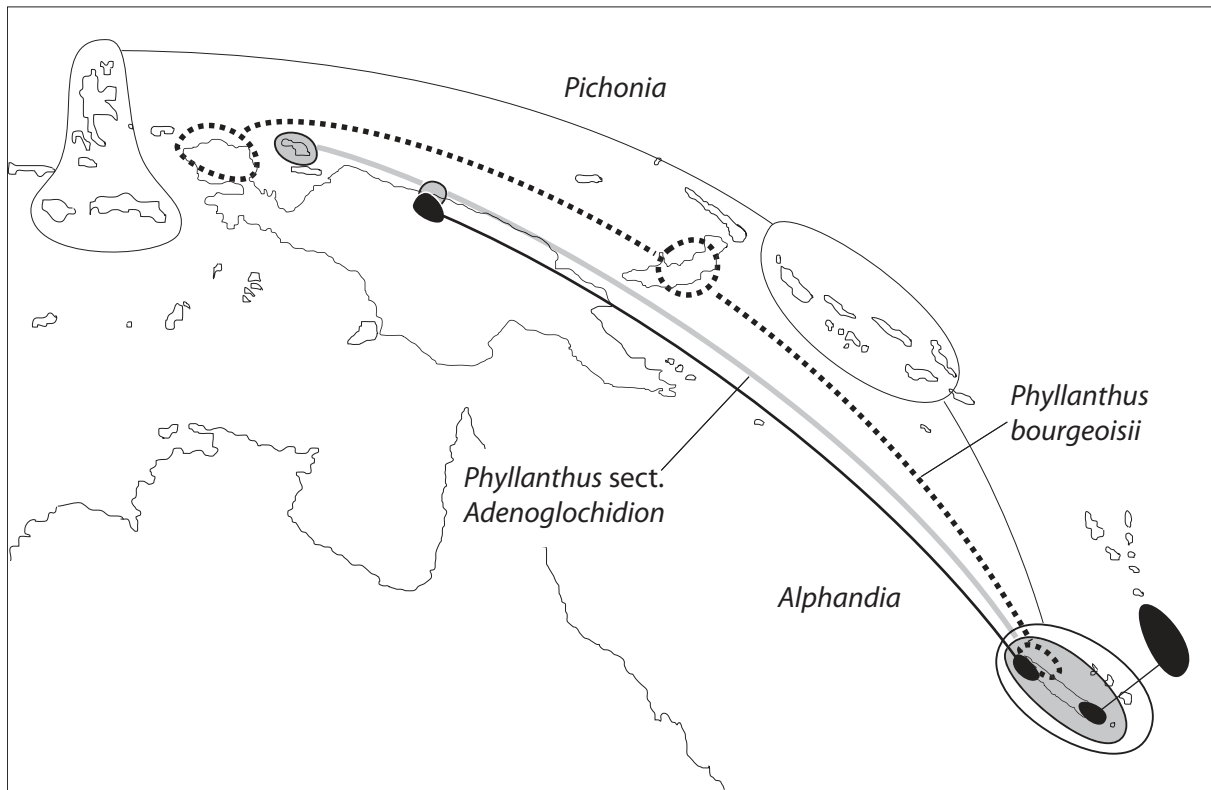 Pichonia
Phyllanthus
bourgeoisii
Phyllanthus sect.
Adenoglochidion
Alphandia